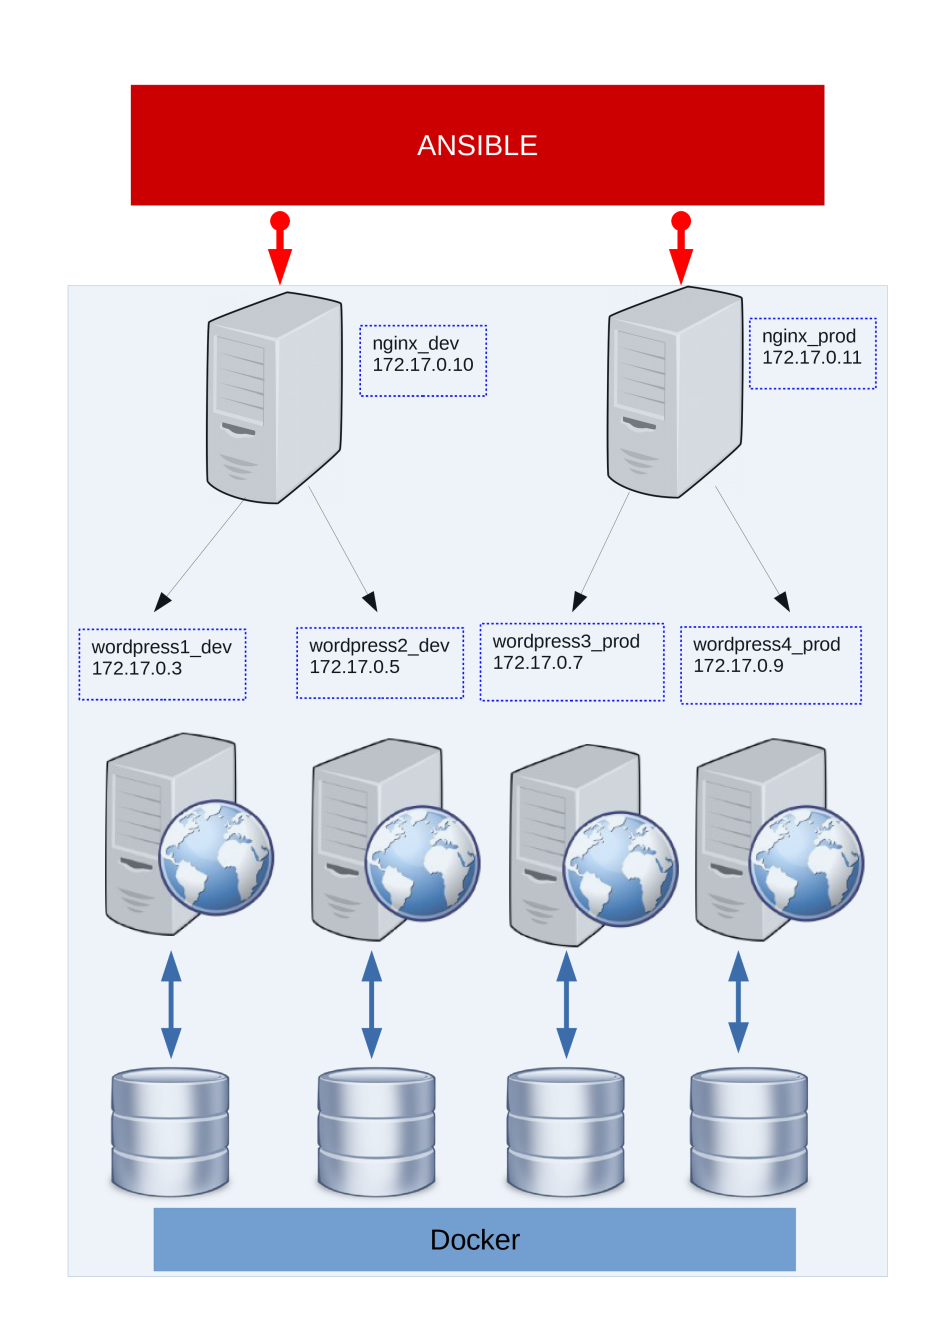 ANSIBLE
nginx_dev
172.17.0.10
nginx_prod
172.17.0.11
wordpress1_dev
172.17.0.3
wordpress2_dev
172.17.0.5
wordpress3_prod
172.17.0.7
wordpress4_prod
172.17.0.9
Docker